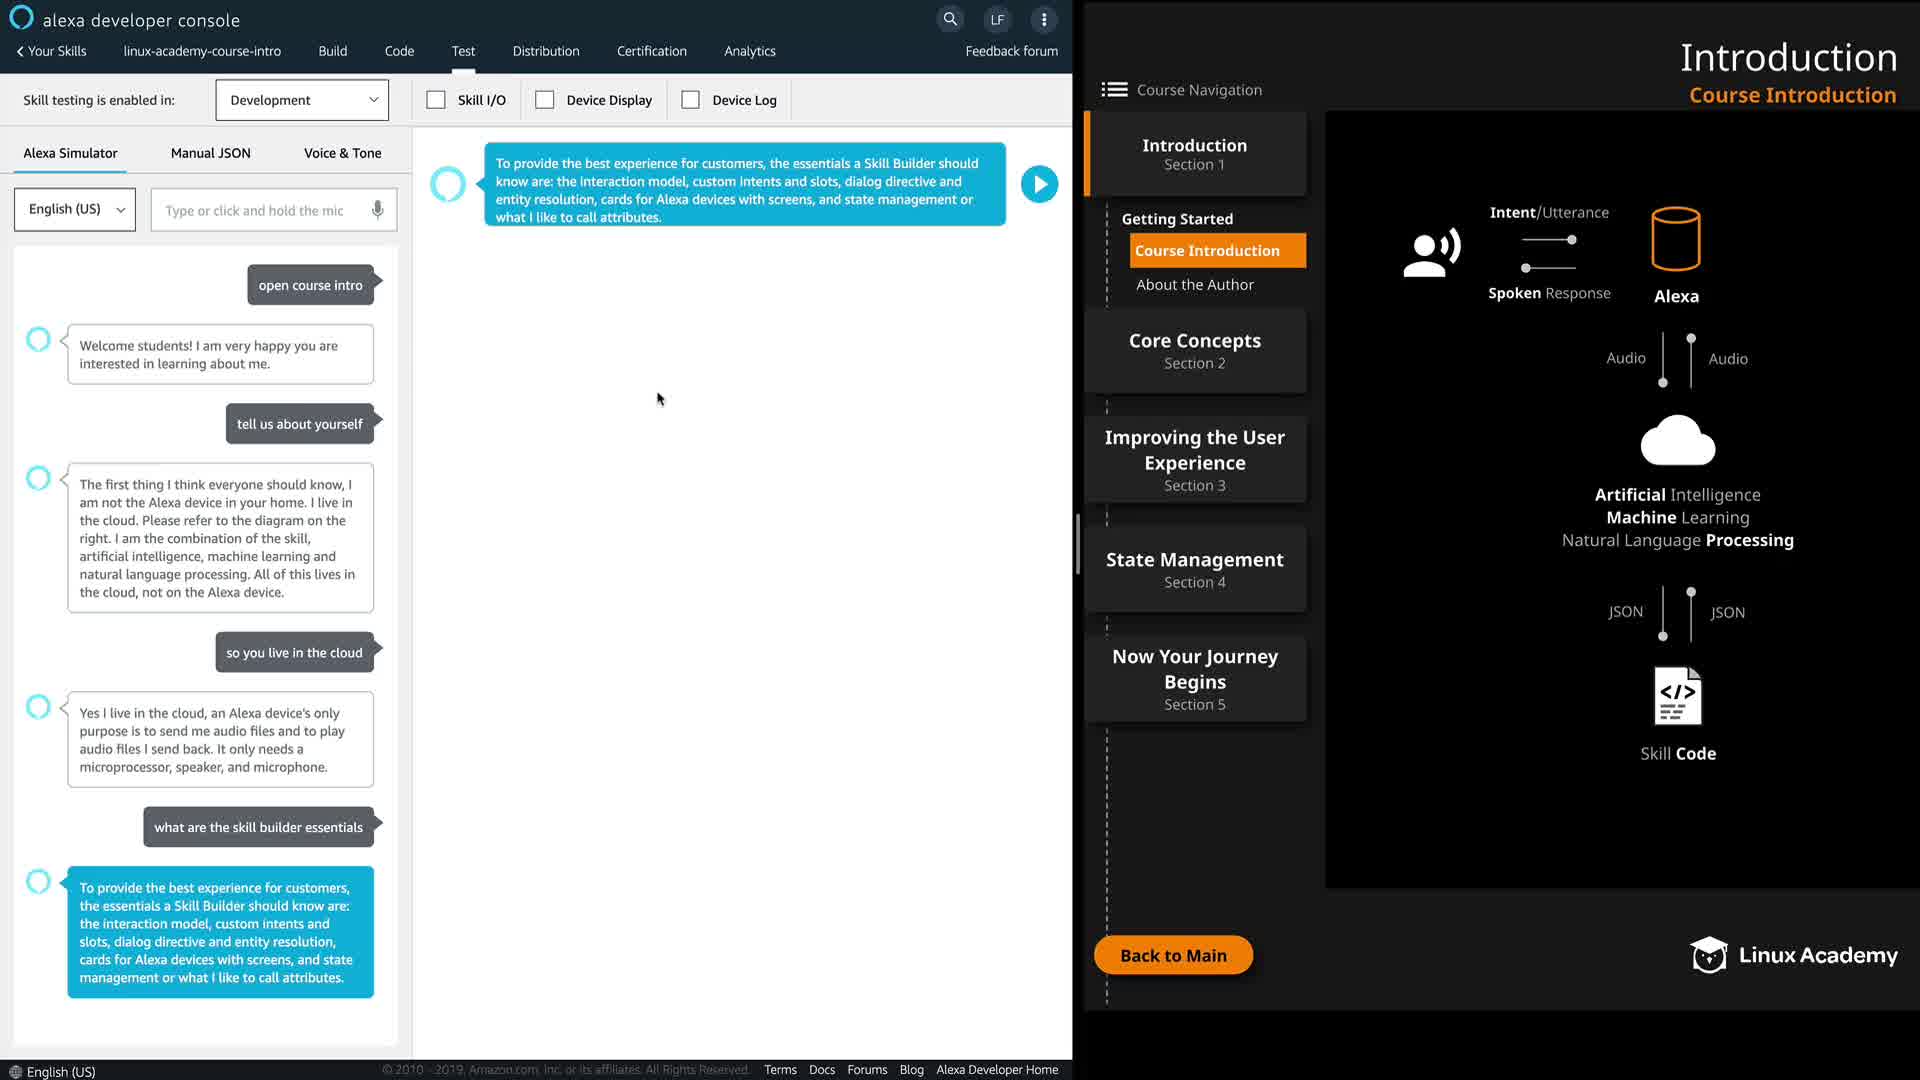 alexa developer console
LF
Your Skills
linux-academy-course-intro
Build
Code
Test
Distribution
Certification
Analytics
Feedback forum
Skill testing is enabled in:
Development
Skill I/O
Device Display
Device Log
Alexa Simulator
Manual JSON
Voice & Tone
English (US)
Type or click and hold the mic
open course intro
Welcome students! I am very happy you are
interested in learning about me.
tell us about yourself
The first thing I think everyone should know, I
am not the Alexa device in your home. I live in
the cloud. Please refer to the diagram on the
right. I am the combination of the skill,
artificial intelligence, machine learning and
natural language processing. All of this lives in
the cloud, not on the Alexa device.
so you live in the cloud
Yes I live in the cloud, an Alexa device's only
purpose is to send me audio files and to play
audio files I send back. It only needs a
microprocessor, speaker, and microphone.
what are the skill builder essentials
To provide the best experience for customers,
the essentials a Skill Builder should know are:
the interaction model, custom intents and
slots, dialog directive and entity resolution,
cards for Alexa devices with screens, and state
management or what I like to call attributes.
To provide the best experience for customers, the essentials a Skill Builder should
know are: the interaction model, custom intents and slots, dialog directive and
entity resolution, cards for Alexa devices with screens, and state management or
what I like to call attributes.
English (US)
© 2010 - 2019, Amazon.com, Inc. or its affiliates. All Rights Reserved.
Terms
Docs
Forums
Blog
Alexa Developer Home
Introduction
Course Introduction
Course Navigation
Introduction
Section 1
Getting Started
Course Introduction
About the Author
Core Concepts
Section 2
Improving the User
Experience
Section 3
State Management
Section 4
Now Your Journey
Begins
Section 5
Back to Main
Intent/Utterance
Spoken Response
Alexa
Audio
Audio
Artificial Intelligence
Machine Learning
Natural Language Processing
JSON
JSON
</>
Skill Code
Linux Academy